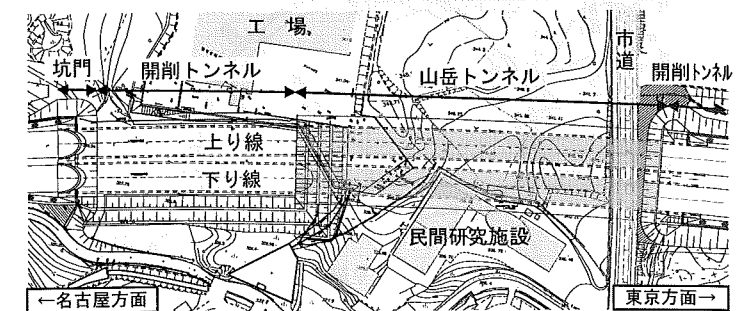 工場
市道
坑門
開削トンネル
山岳トンネル
開削トンネル
上り線
下り線
民間研究施設
←名古屋方面
東京方面→